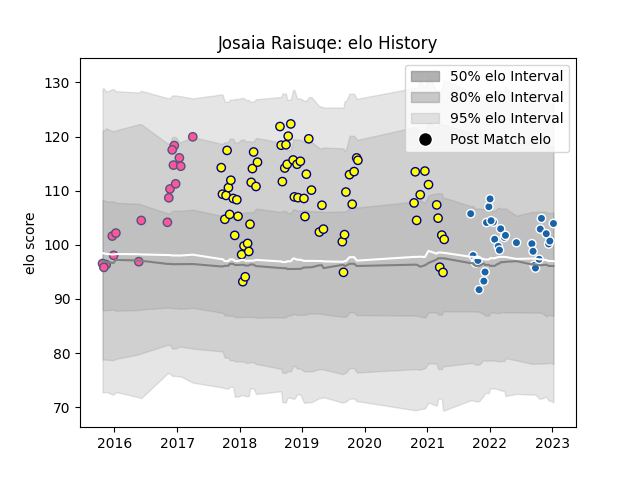 Josaia Raisuqe: elo History
50% elo Interval
80% elo Interval
95% elo Interval
Post Match elo
elo score
130
120
110
100
90
80
70
2016 2017 2018 2019 2020 2021 2022 2023